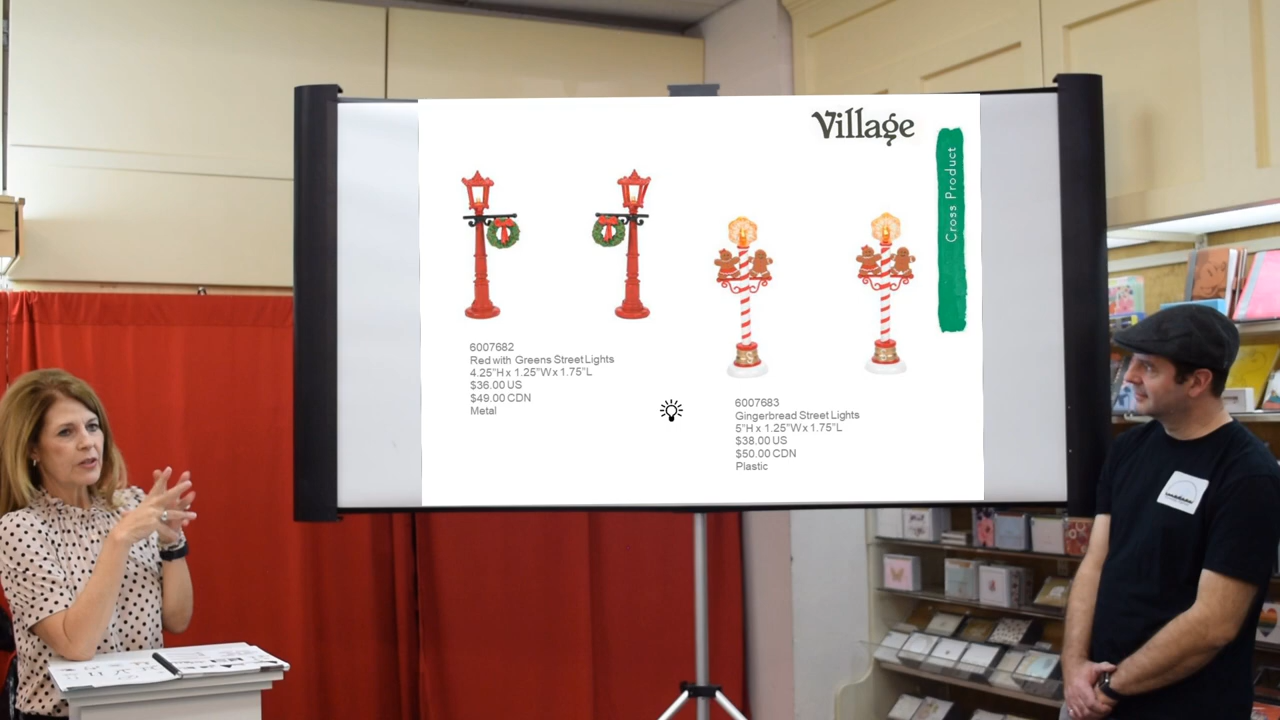 Village
Cross Product
6007682
Red with Greens Street Lights
4.25”H x 1.25”W x 1.75”L
$36.00 US
$49.00 CDN
Metal
6007683
Gingerbread Street Lights
5”H x 1.25”W x 1.75”L
$38.00 US
$50.00 CDN
Plastic